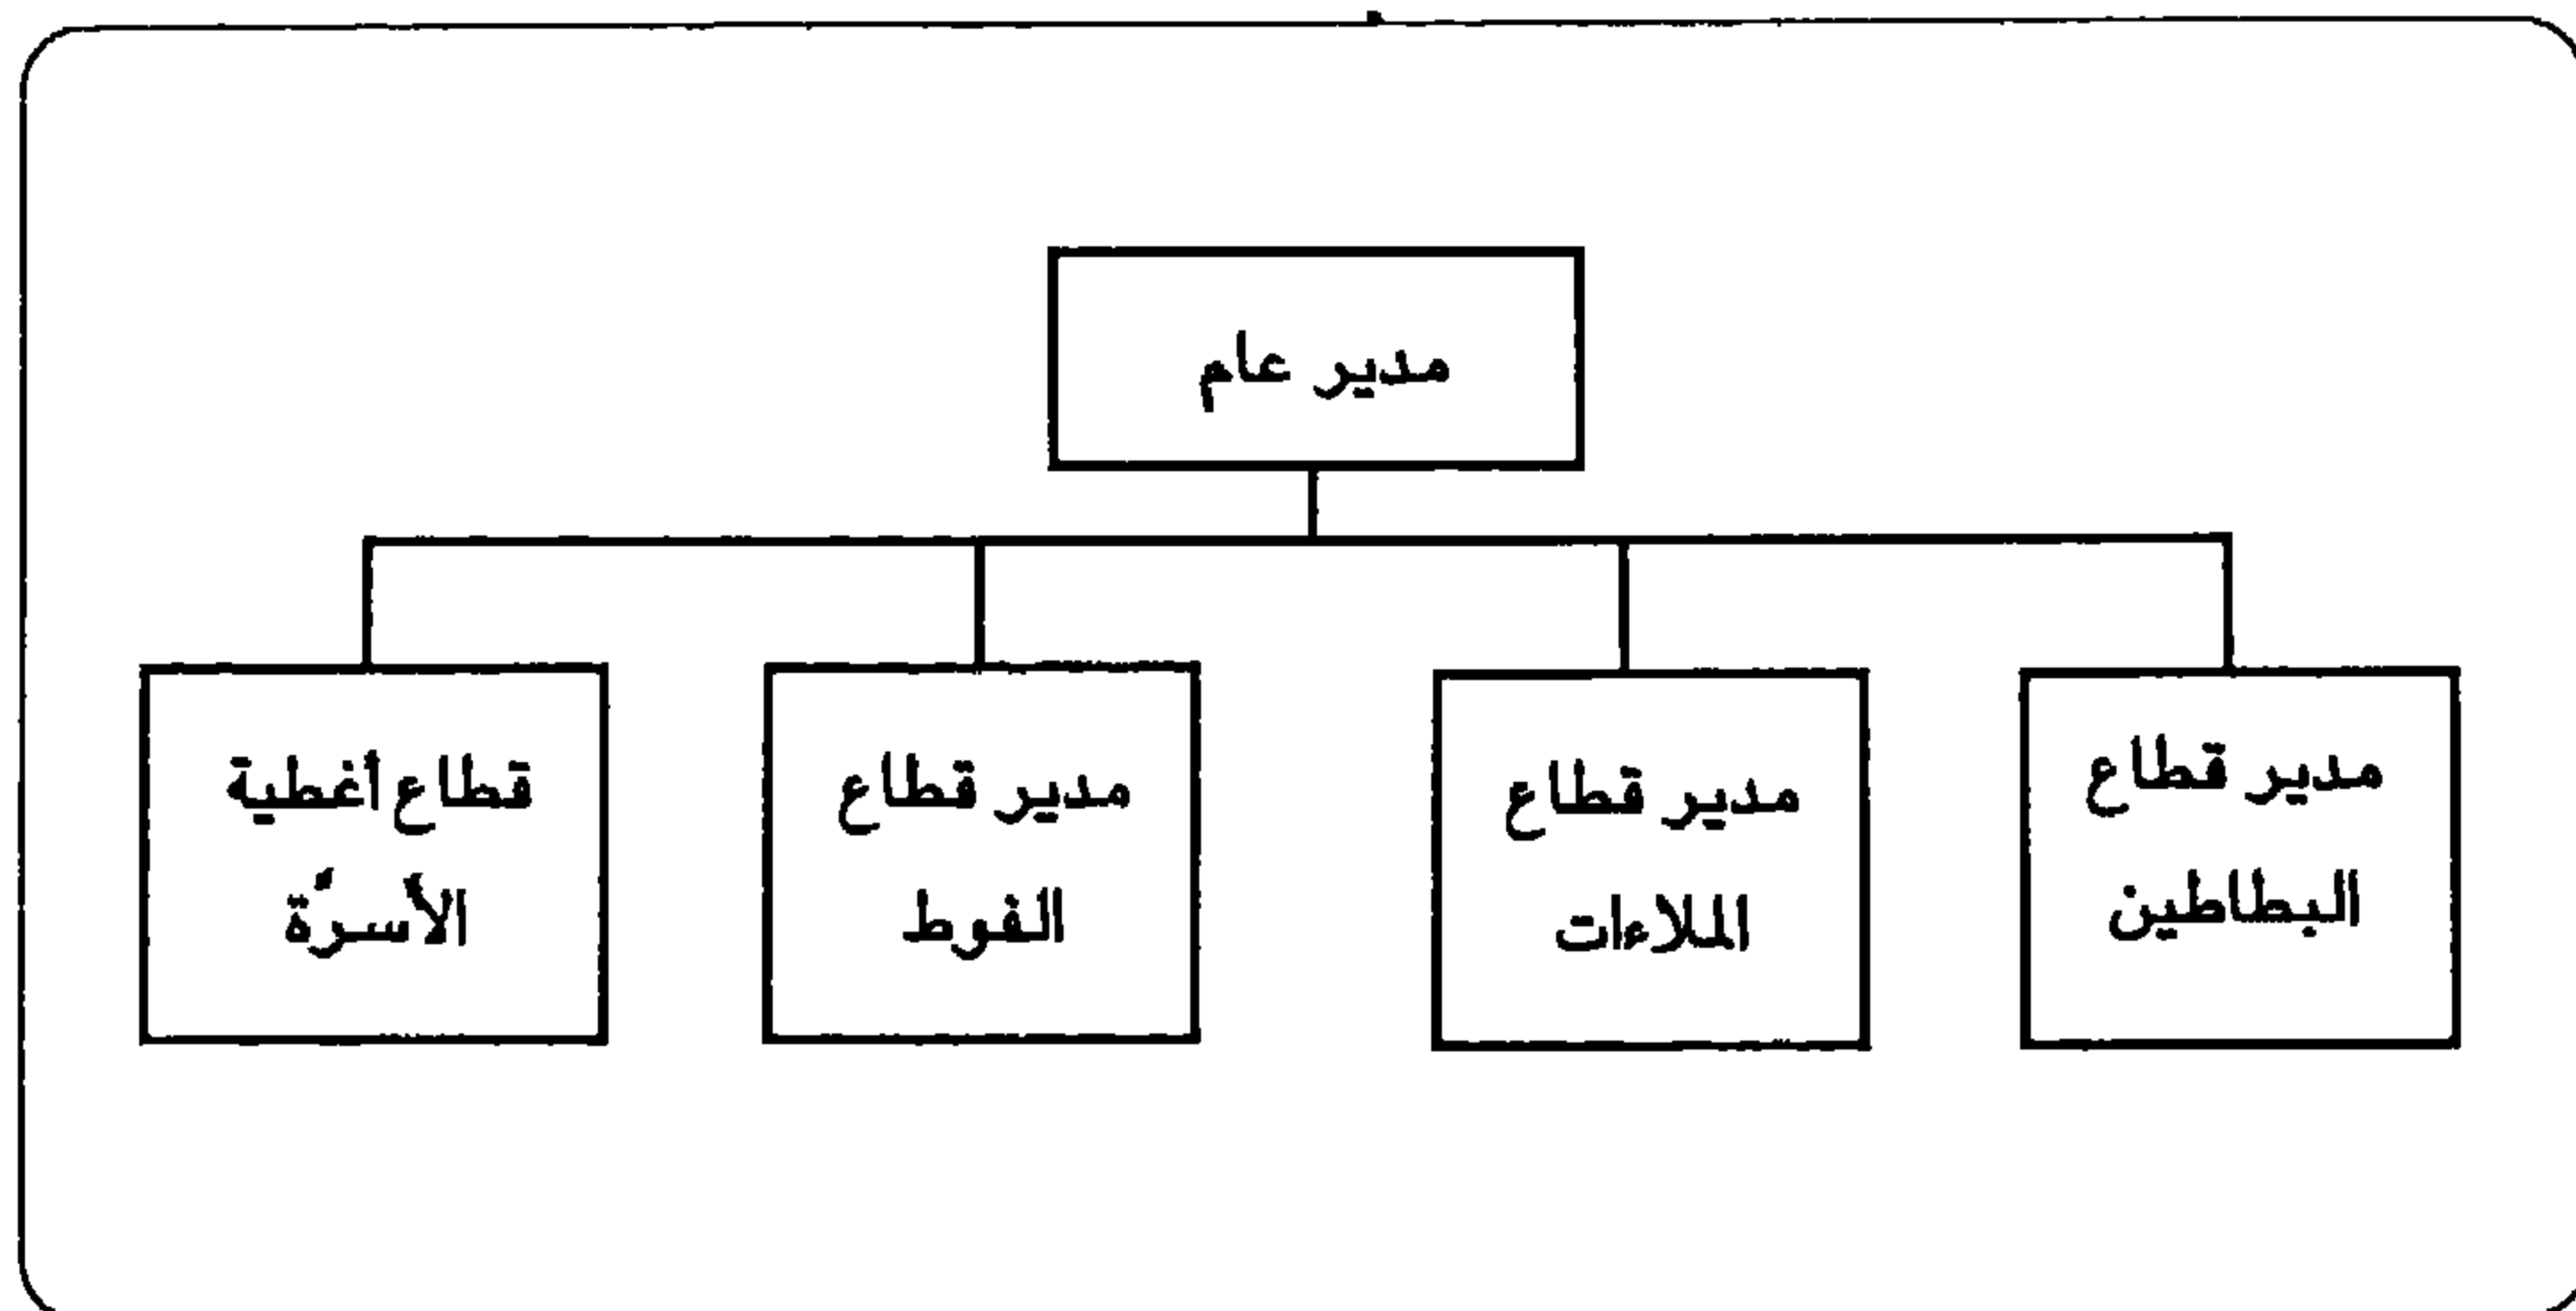 مدير عام
مدير قطاع
البطاطين
مدير قطاع
الملاءات
مدير قطاع
الفوط
قطاع أغطية
الأسرّة